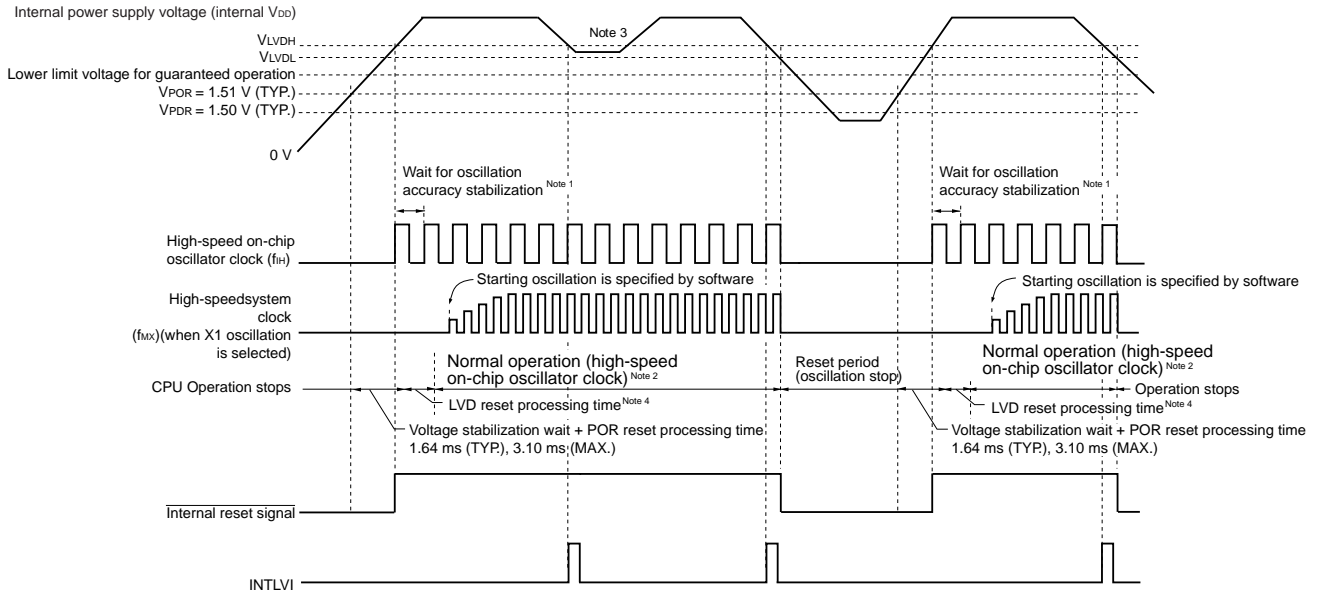 Internal power supply voltage (internal VDD)
Note 3
VLVDH
VLVDL
Lower limit voltage for guaranteed operation
VPOR = 1.51 V (TYP.)
VPDR = 1.50 V (TYP.)
0 V
Wait for oscillation
accuracy stabilization Note 1
Wait for oscillation
accuracy stabilization Note 1
High-speed on-chip
oscillator clock (fIH)
Starting oscillation is specified by software
Starting oscillation is specified by software
High-speedsystem
clock
(fMX)(when X1 oscillation
is selected)
Normal operation (high-speed
on-chip oscillator clock) Note 2
Reset period
(oscillation stop)
Normal operation (high-speed
on-chip oscillator clock) Note 2
CPU Operation stops
Operation stops
LVD reset processing time Note 4
LVD reset processing time Note 4
Voltage stabilization wait + POR reset processing time
1.64 ms (TYP.), 3.10 ms (MAX.)
Voltage stabilization wait + POR reset processing time
1.64 ms (TYP.), 3.10 ms (MAX.)
Internal reset signal
INTLVI